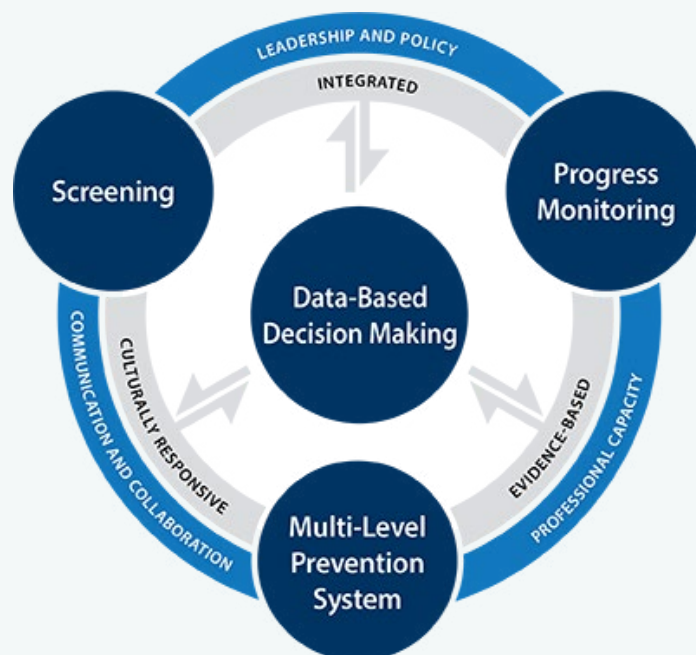 LEADERSHIP AND POLICY
INTEGRATED
Screening
Progress
Monitoring
Data-Based
Decision Making
COMMUNICATION AND COLLABORATION
CULTURALLY RESPONSIVE
EVIDENCE-BASED
PROFESSIONAL CAPACITY
Multi-Level
Prevention
System